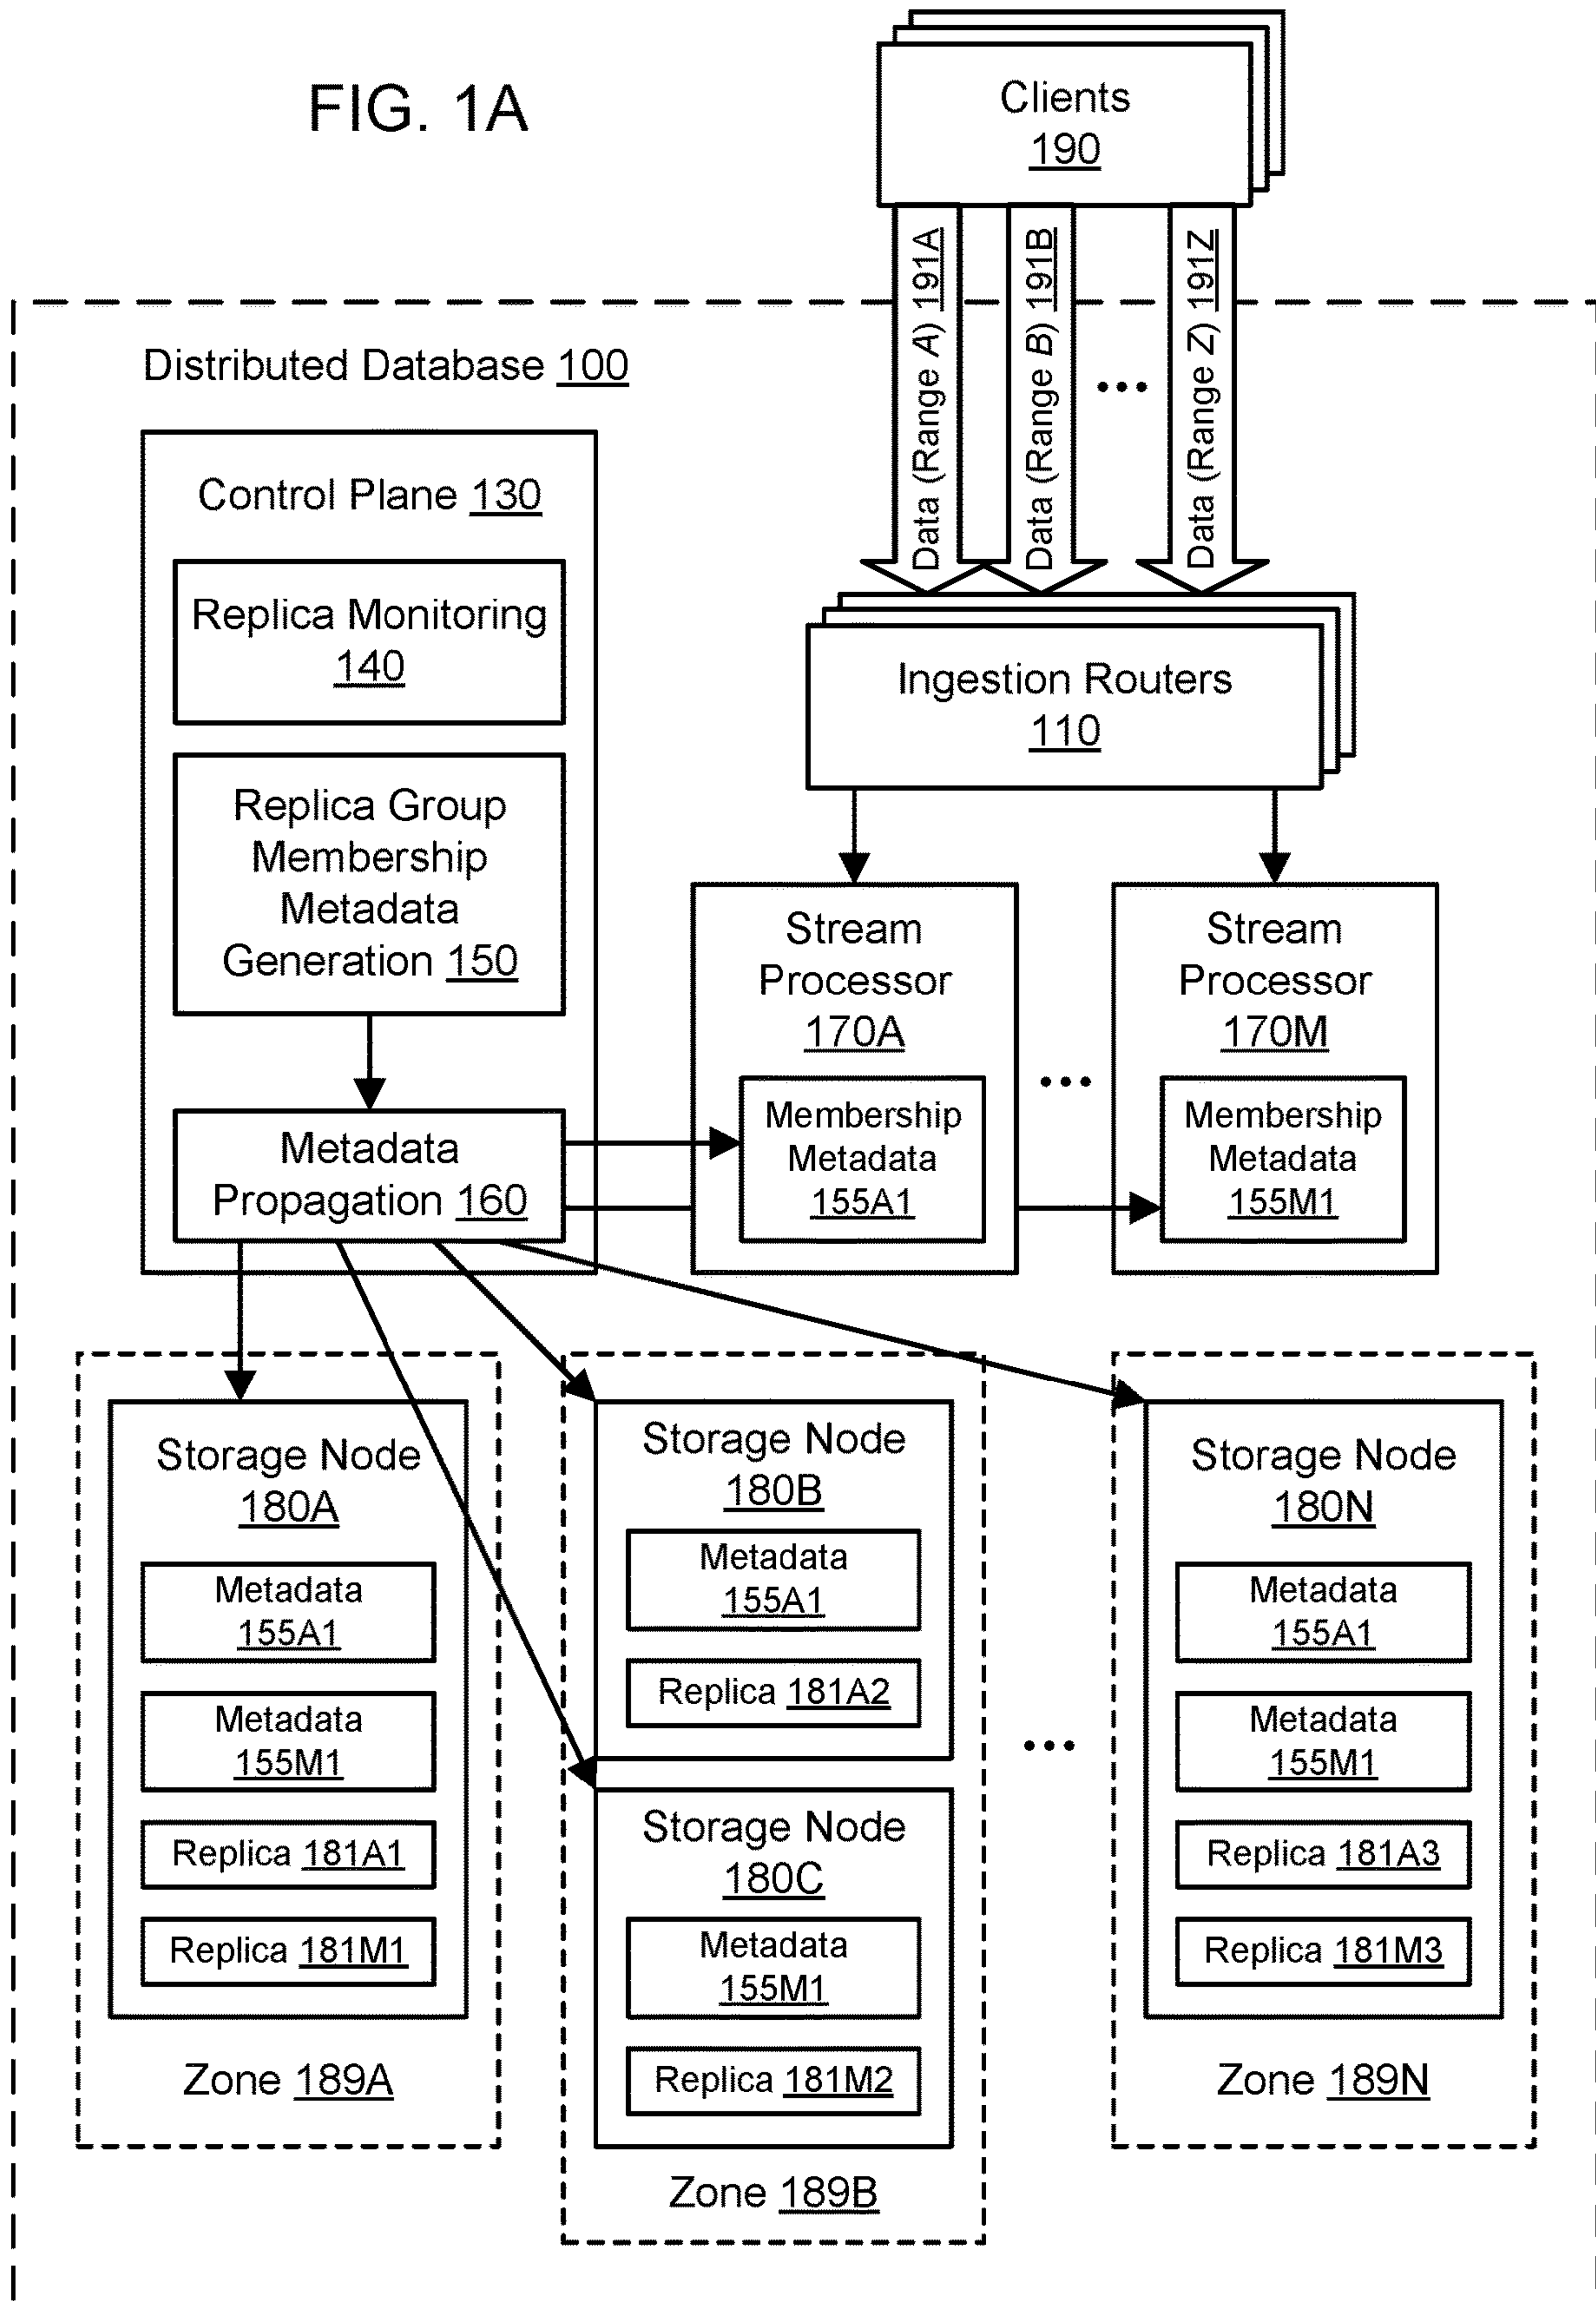 FIG. 1A
Clients
190
Data (Range A) 191A
Data (Range B) 191B
...
Data (Range Z) 191Z
Distributed Database 100
Control Plane 130
Replica Monitoring
140
Replica Group
Membership
Metadata
Generation 150
Metadata
Propagation 160
Ingestion Routers
110
Stream
Processor
170A
Membership
Metadata
155A1
...
Stream
Processor
170M
Membership
Metadata
155M1
Storage Node
180A
Metadata
155A1
Metadata
155M1
Replica 181A1
Replica 181M1
Zone 189A
Storage Node
180B
Metadata
155A1
Replica 181A2
Storage Node
180C
Metadata
155M1
Replica 181M2
Zone 189B
...
Storage Node
180N
Metadata
155A1
Metadata
155M1
Replica 181A3
Replica 181M3
Zone 189N